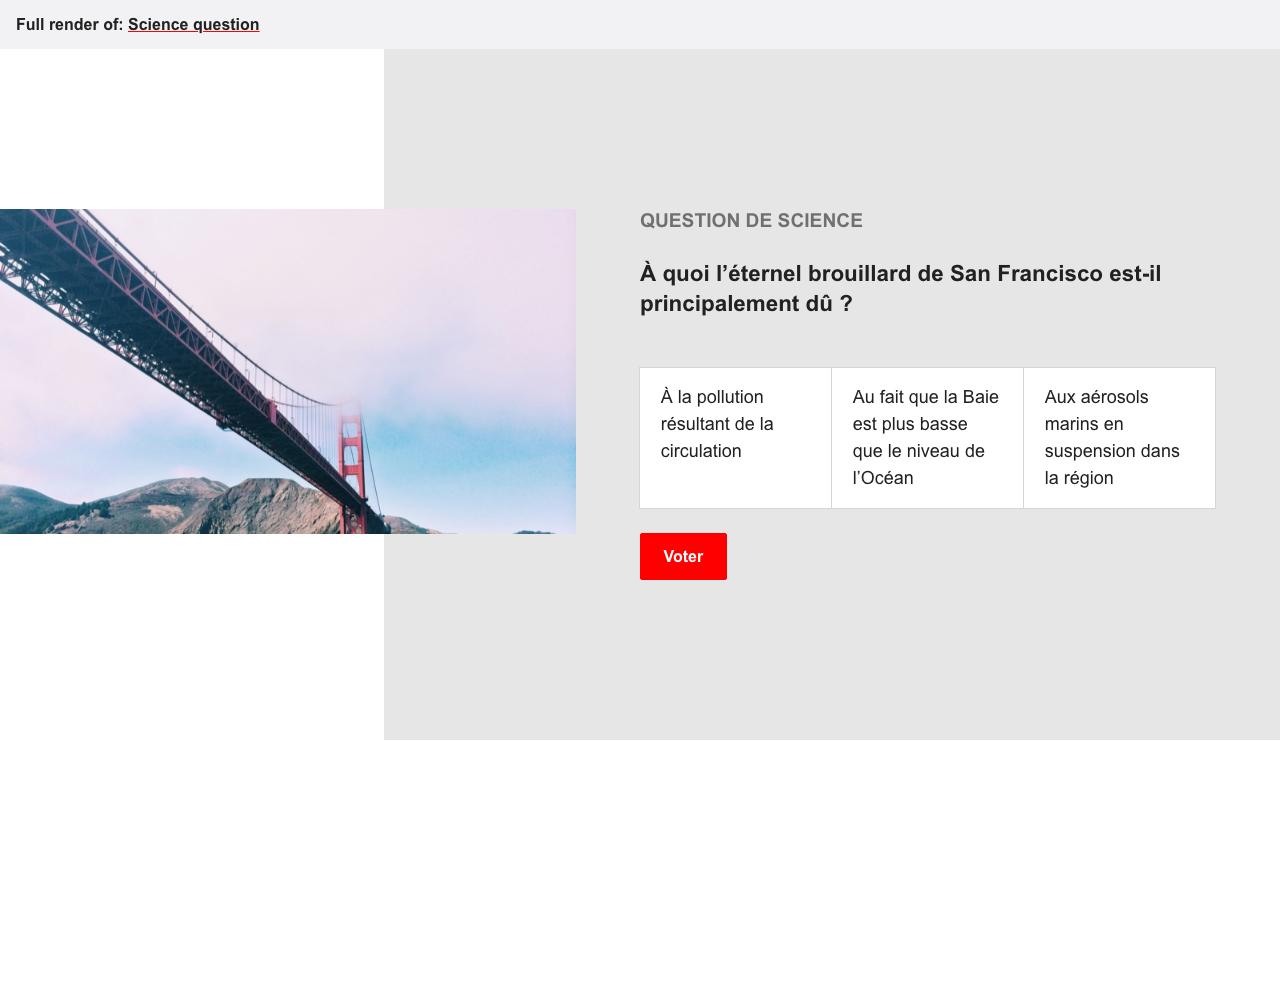 Full render of: Science question
QUESTION DE SCIENCE
À quoi l’éternel brouillard de San Francisco est-il
principalement dû ?
À la pollution
résultant de la
circulation
Au fait que la Baie
est plus basse
que le niveau de
l’Océan
Aux aérosols
marins en
suspension dans
la région
Voter